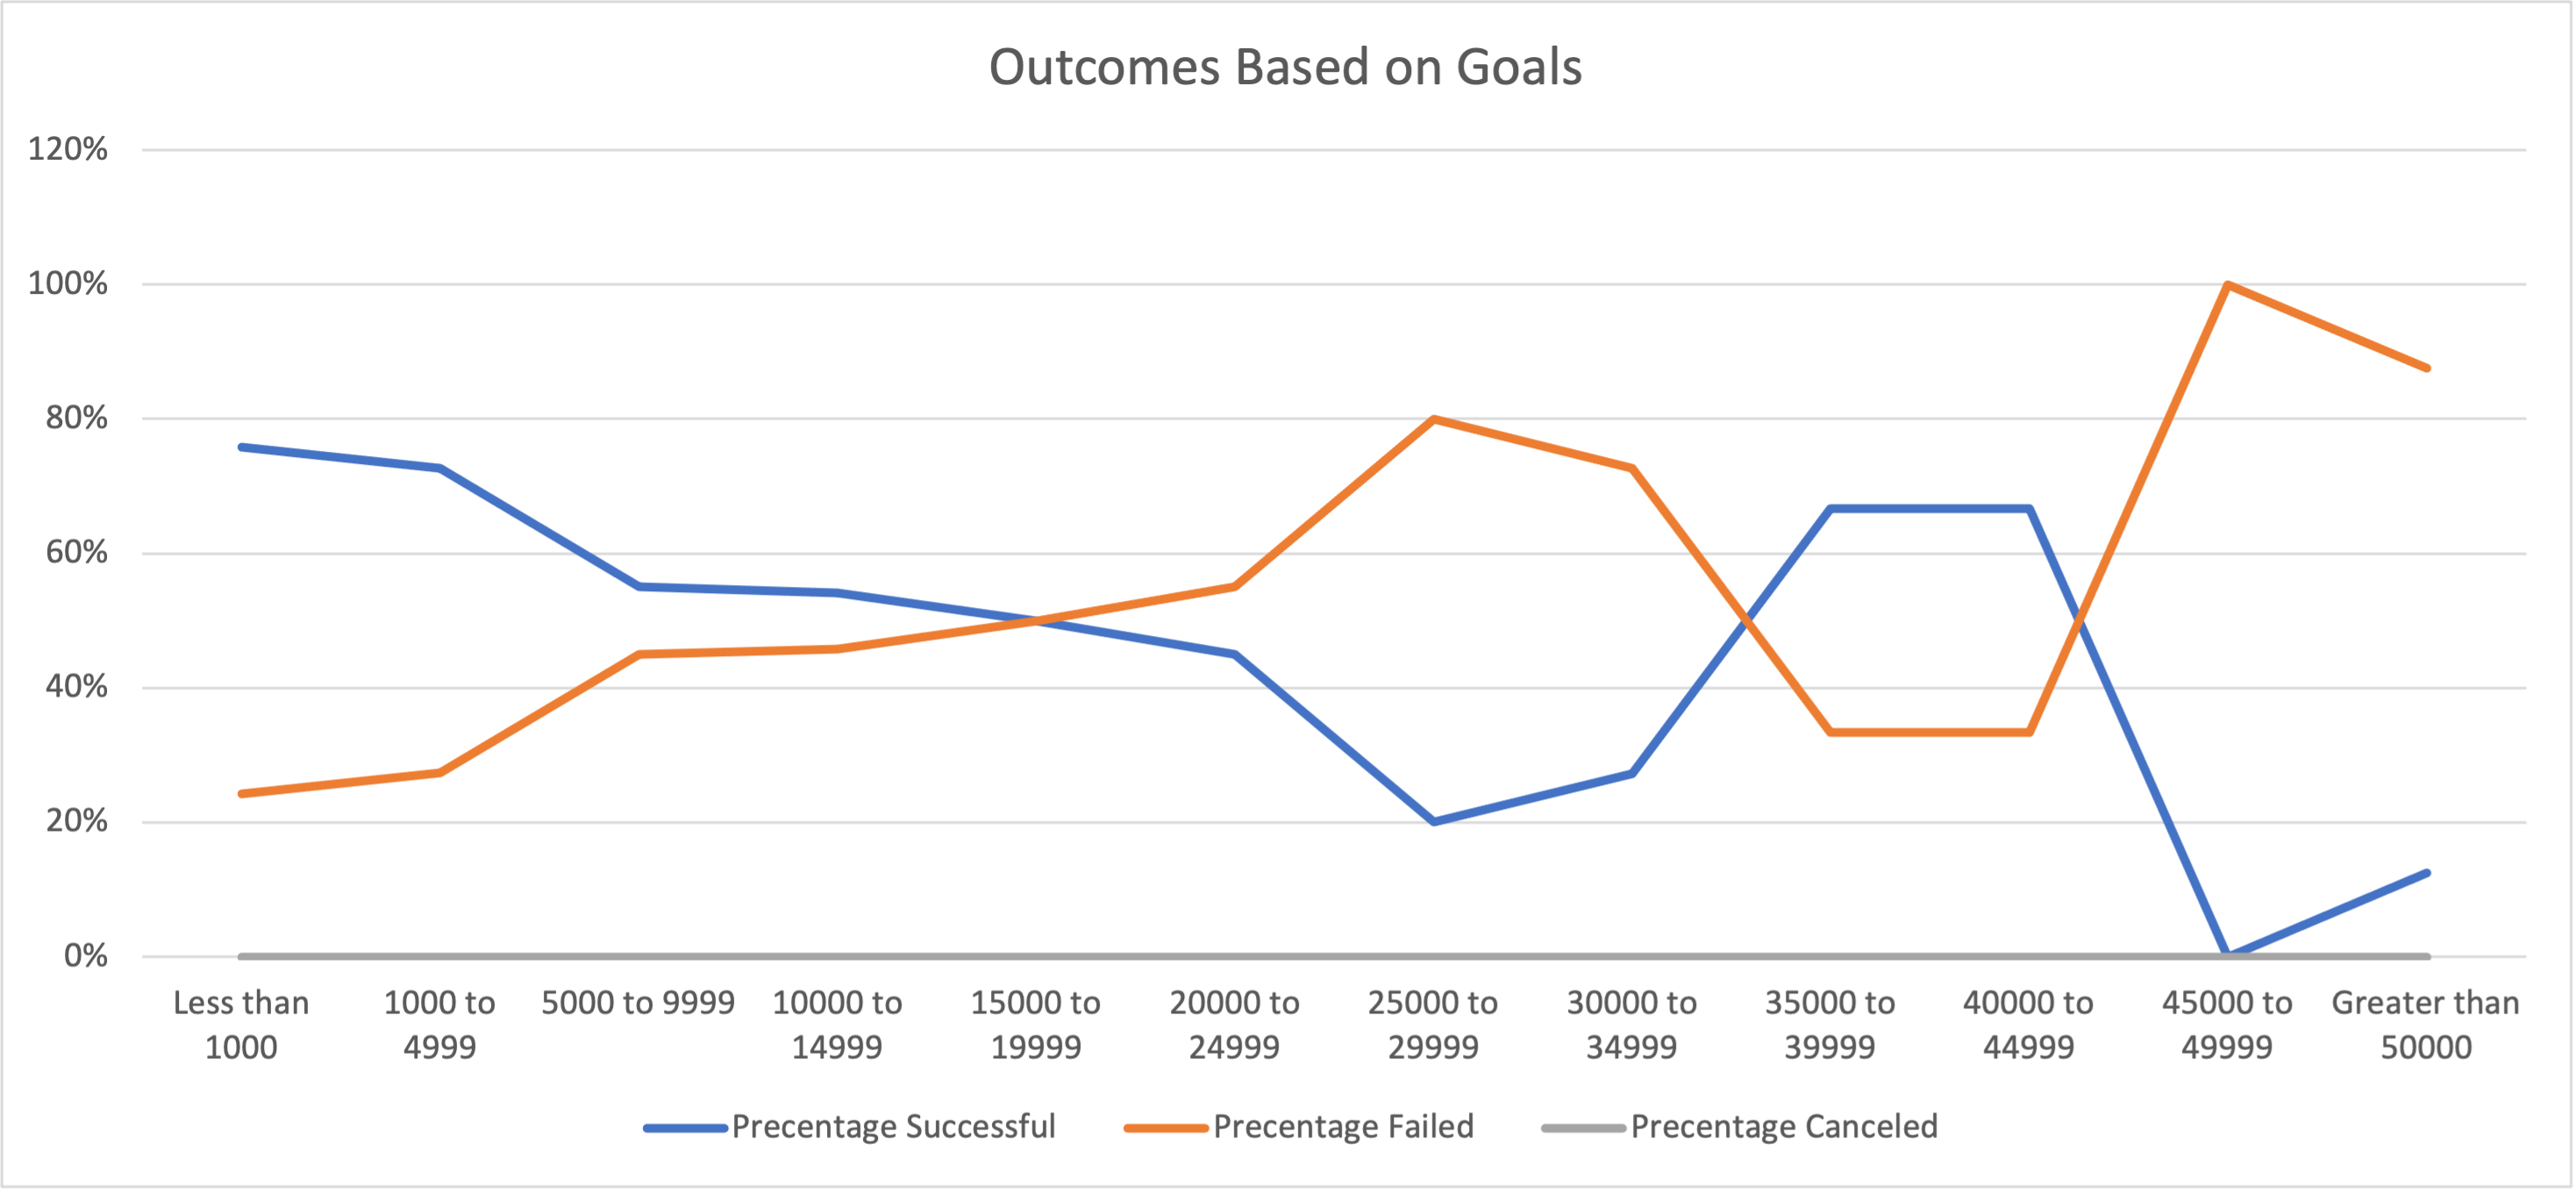 Outcomes Based on Goals
120%
100%
80%
60%
40%
20%
0%
Less than
1000
1000 to
4999
5000 to 9999
10000 to
14999
15000 to
19999
20000 to
24999
25000 to
29999
30000 to
34999
35000 to
39999
40000 to
44999
45000 to
49999
Greater than
50000
Precentage Successful
Precentage Failed
Precentage Canceled